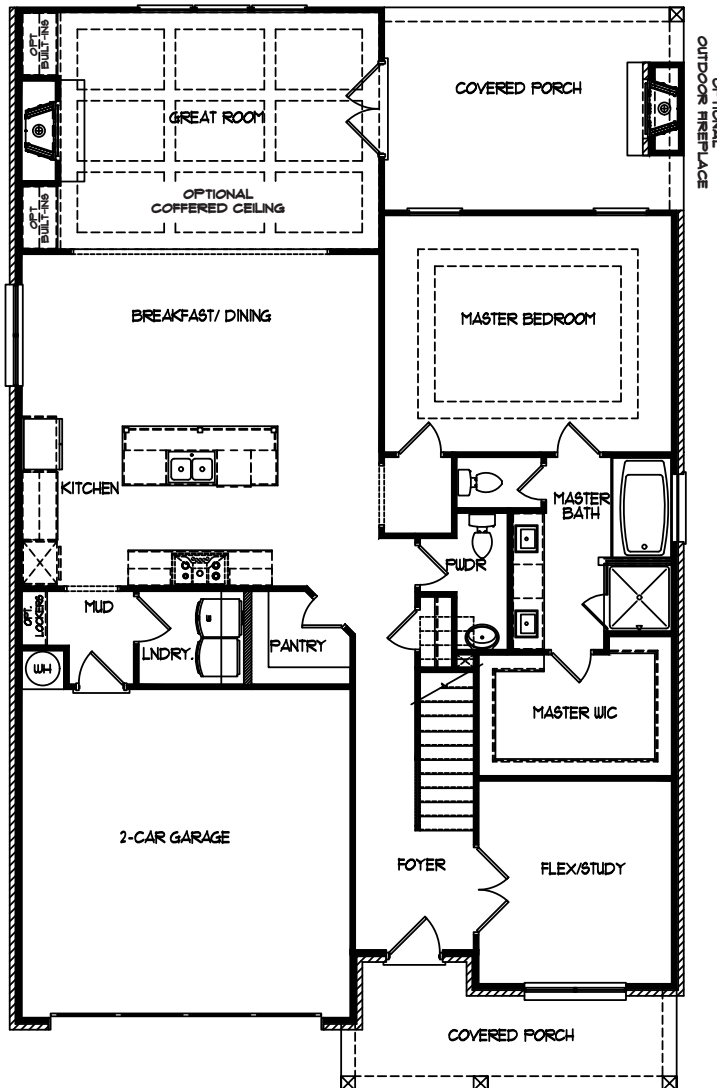 OPT.
BUILT-INS
GREAT ROOM
COVERED PORCH
OPTIONAL
OUTDOOR FIREPLACE
OPTIONAL
COFFERED CEILING
OPT.
BUILT-INS
BREAKFAST/ DINING
MASTER BEDROOM
KITCHEN
MASTER
BATH
PWDR
OPT.
LOCKERS
MUD
LNDRY.
PANTRY
WH
MASTER WIC
2-CAR GARAGE
FOYER
FLEX/STUDY
COVERED PORCH